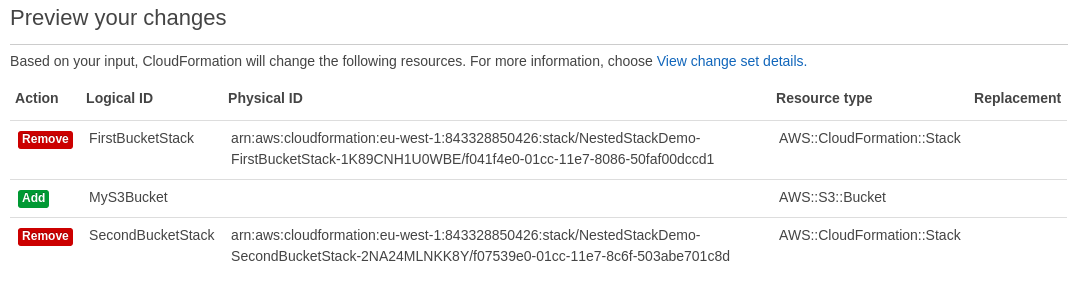 Preview your changes
Based on your input, CloudFormation will change the following resources. For more information, choose View change set details.
Action Logical ID Physical ID Resource type Replacement
Remove FirstBucketStack arn:aws:cloudformation:eu-west-1:843328850426:stack/NestedStackDemo- AWS::CloudFormation::Stack
FirstBucketStack-1K89CNH1U0WBE/f041f4e0-01cc-11e7-8086-50faf00dccd1
Add MyS3Bucket AWS::S3::Bucket
Remove SecondBucketStack arn:aws:cloudformation:eu-west-1:843328850426:stack/NestedStackDemo- AWS::CloudFormation::Stack
SecondBucketStack-2NA24MLNKK8Y/f07539e0-01cc-11e7-8c6f-503abe701c8d